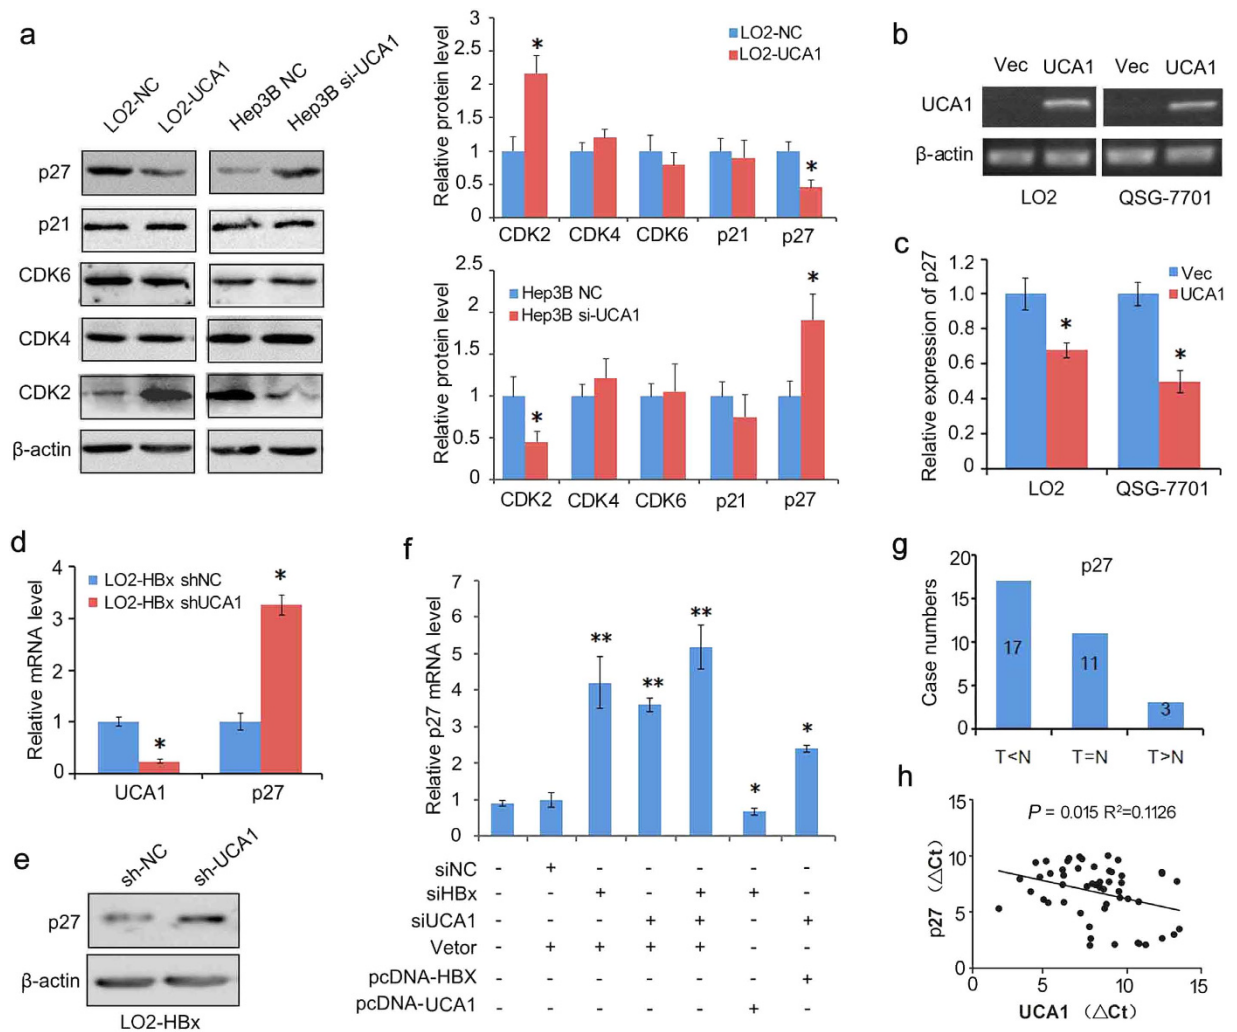 a
LO2-NC
LO2-UCA1
Hep3B NC
Hep3B si-UCA1
p27
p21
CDK6
CDK4
CDK2
β-actin
Relative protein level
3
2.5
2
1.5
1
0.5
0
LO2-NC
LO2-UCA1
*
*
CDK2 CDK4 CDK6 p21 p27
Relative protein level
2.5
2
1.5
1
0.5
0
Hep3B NC
Hep3B si-UCA1
*
*
CDK2 CDK4 CDK6 p21 p27
b
Vec UCA1 Vec UCA1
UCA1
β-actin
LO2 QSG-7701
c
Relative expression of p27
1.2
1.0
0.8
0.6
0.4
0.2
0
Vec
UCA1
*
*
LO2 QSG-7701
d
Relative mRNA level
4
3
2
1
0
LO2-HBx shNC
LO2-HBx shUCA1
*
*
UCA1 p27
e
sh-NC
sh-UCA1
p27
β-actin
LO2-HBx
f
Relative p27 mRNA level
7
6
5
4
3
2
1
0
**
**
**
*
*
siNC - + - - - - -
siHBx - - + - + + -
siUCA1 - - - + + - +
Vetor - + + + + - -
pcDNA-HBX - - - - - - +
pcDNA-UCA1 - - - - - + -
g
p27
Case numbers
20
15
10
5
0
17
11
3
T<N T=N T>N
h
P = 0.015 R²=0.1126
p27 (△Ct)
15
10
5
0
0 5 10 15
UCA1 (△Ct)